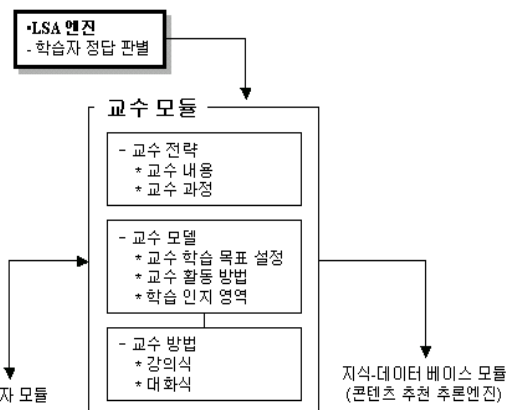 ·LSA 엔진
- 학습자 정답 판별
교수 모듈
- 교수 전략
* 교수 내용
* 교수 과정
- 교수 모델
* 교수 학습 목표 설정
* 교수 활동 방법
* 학습 인지 영역
- 교수 방법
* 강의식
* 대화식
자 모듈
지식-데이터 베이스 모듈
(콘텐츠 추천 추론엔진)